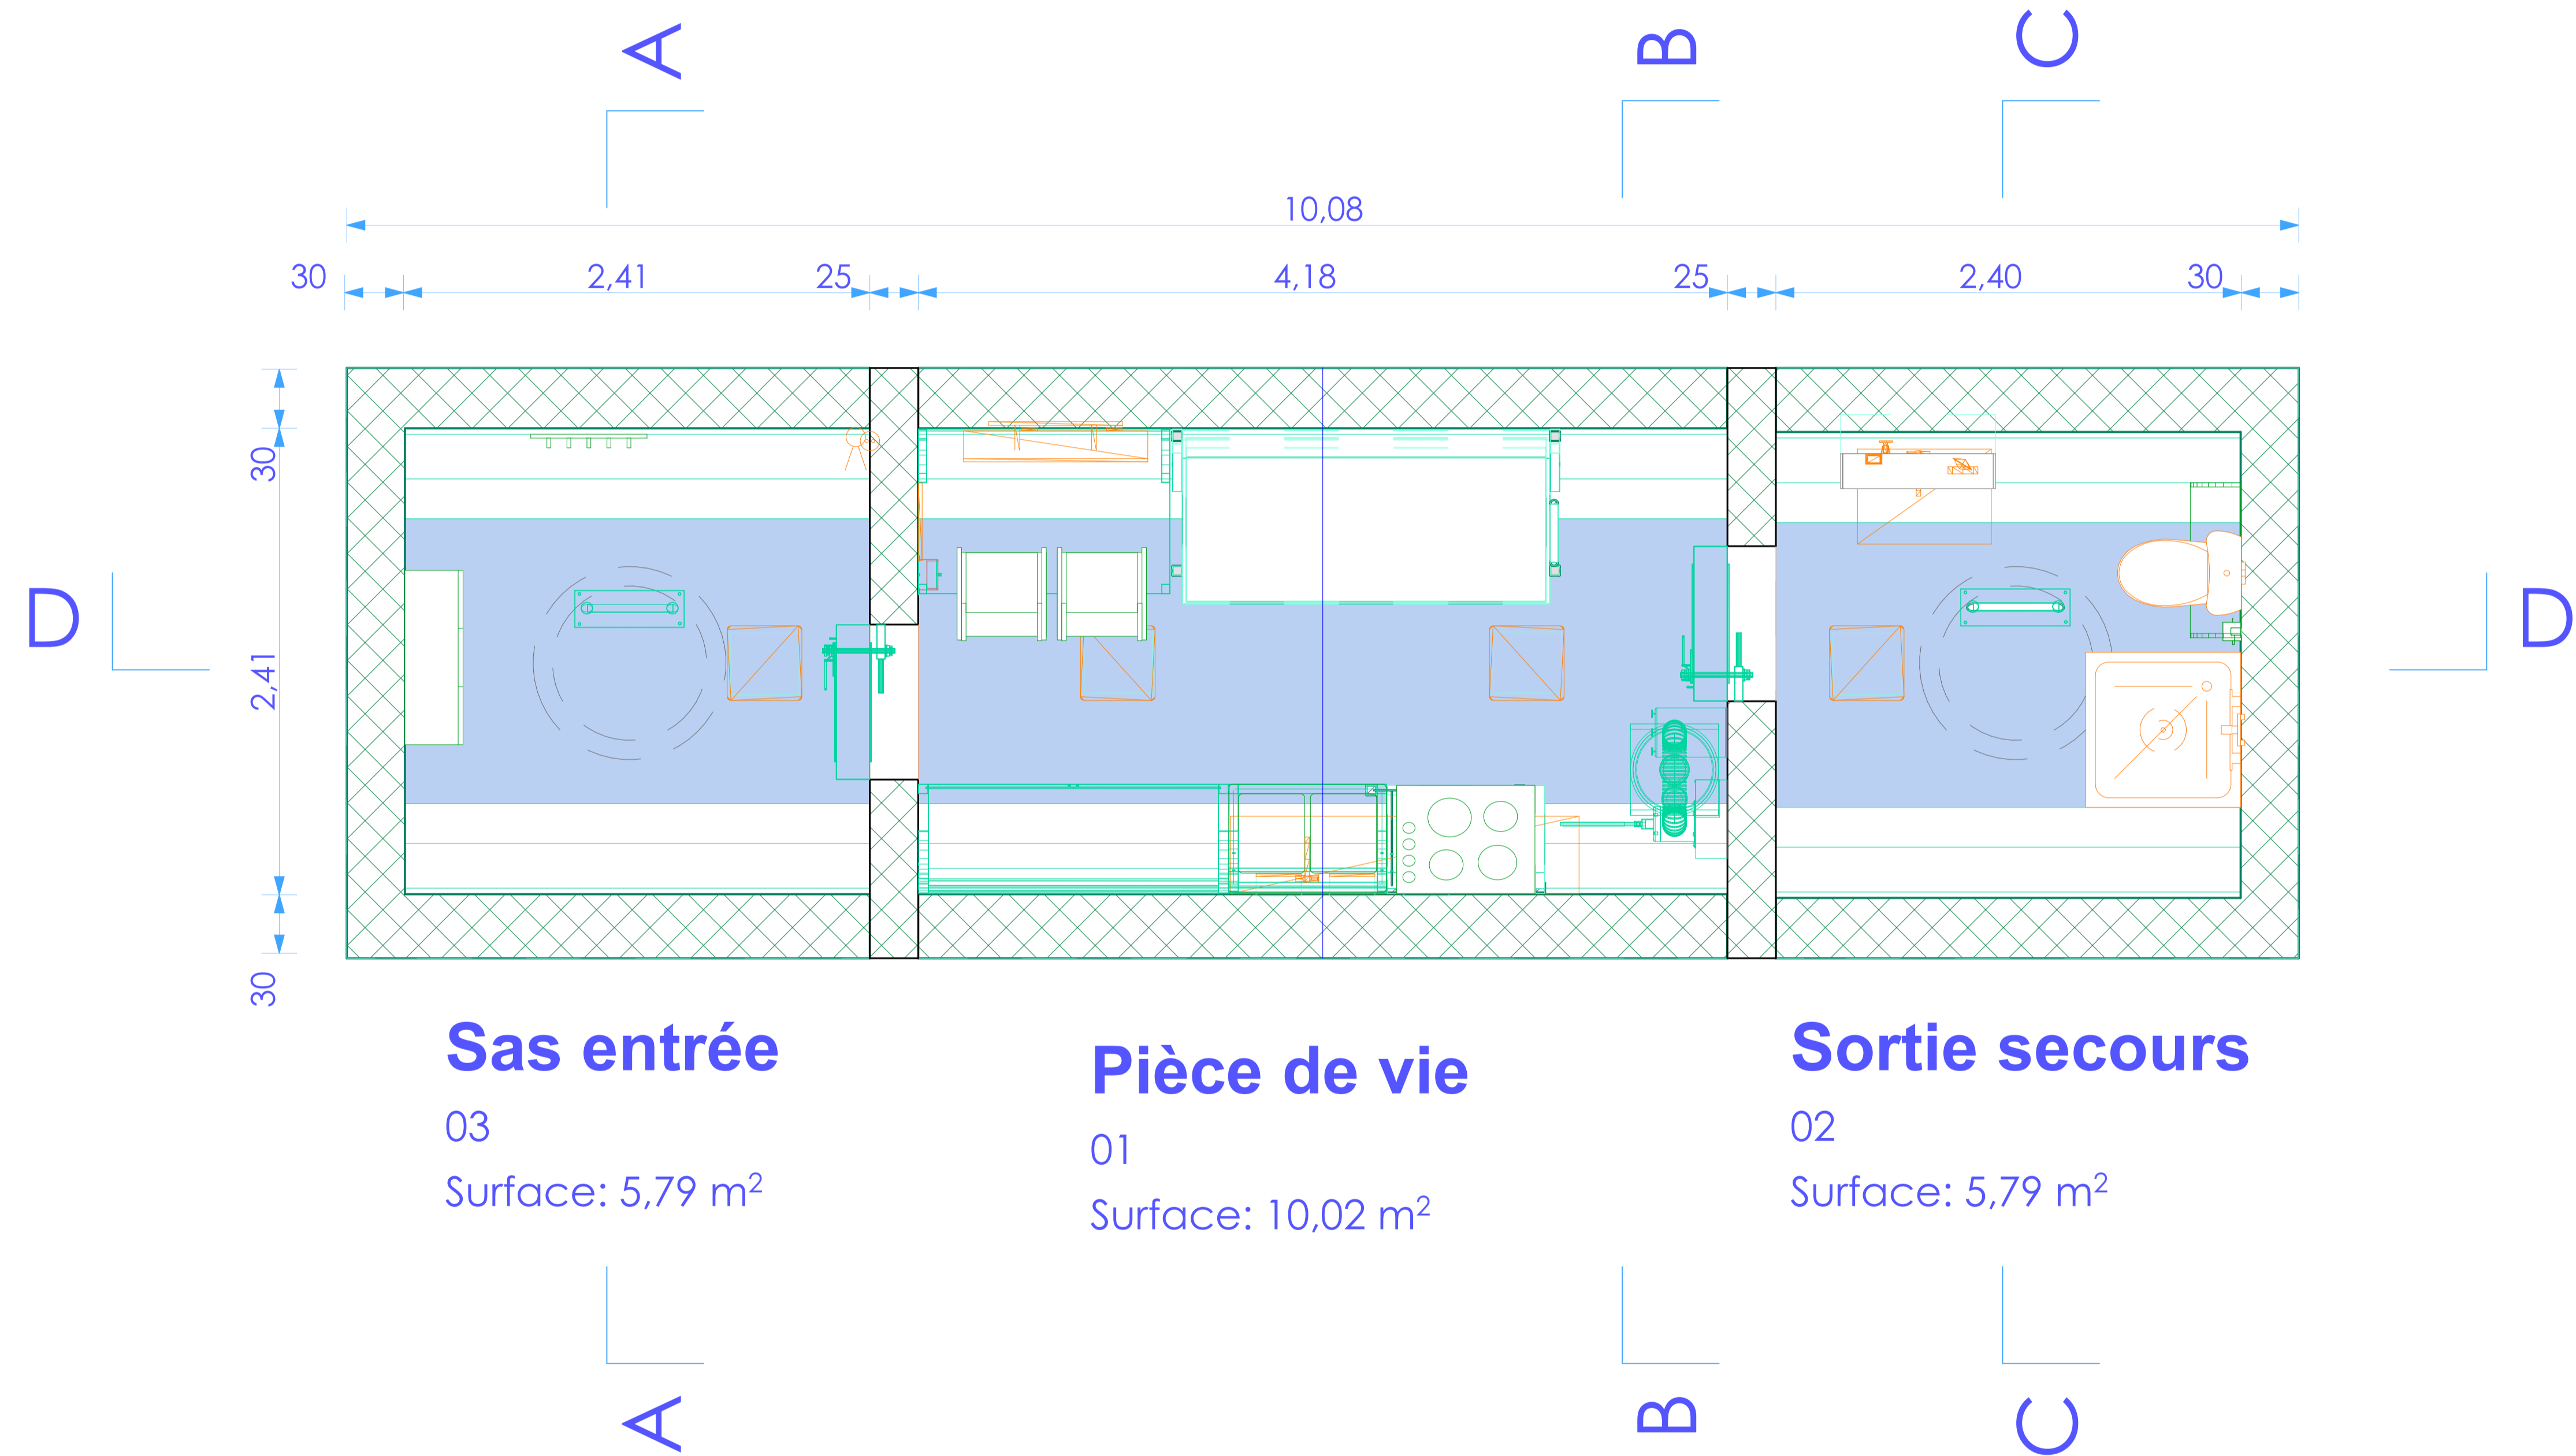 A
B
C
10,08
30
2,41
25
4,18
25
2,40
30
30
D
D
2,41
30
Sas entrée
03
Surface: 5,79 m²
Pièce de vie
01
Surface: 10,02 m²
Sortie secours
02
Surface: 5,79 m²
A
B
C